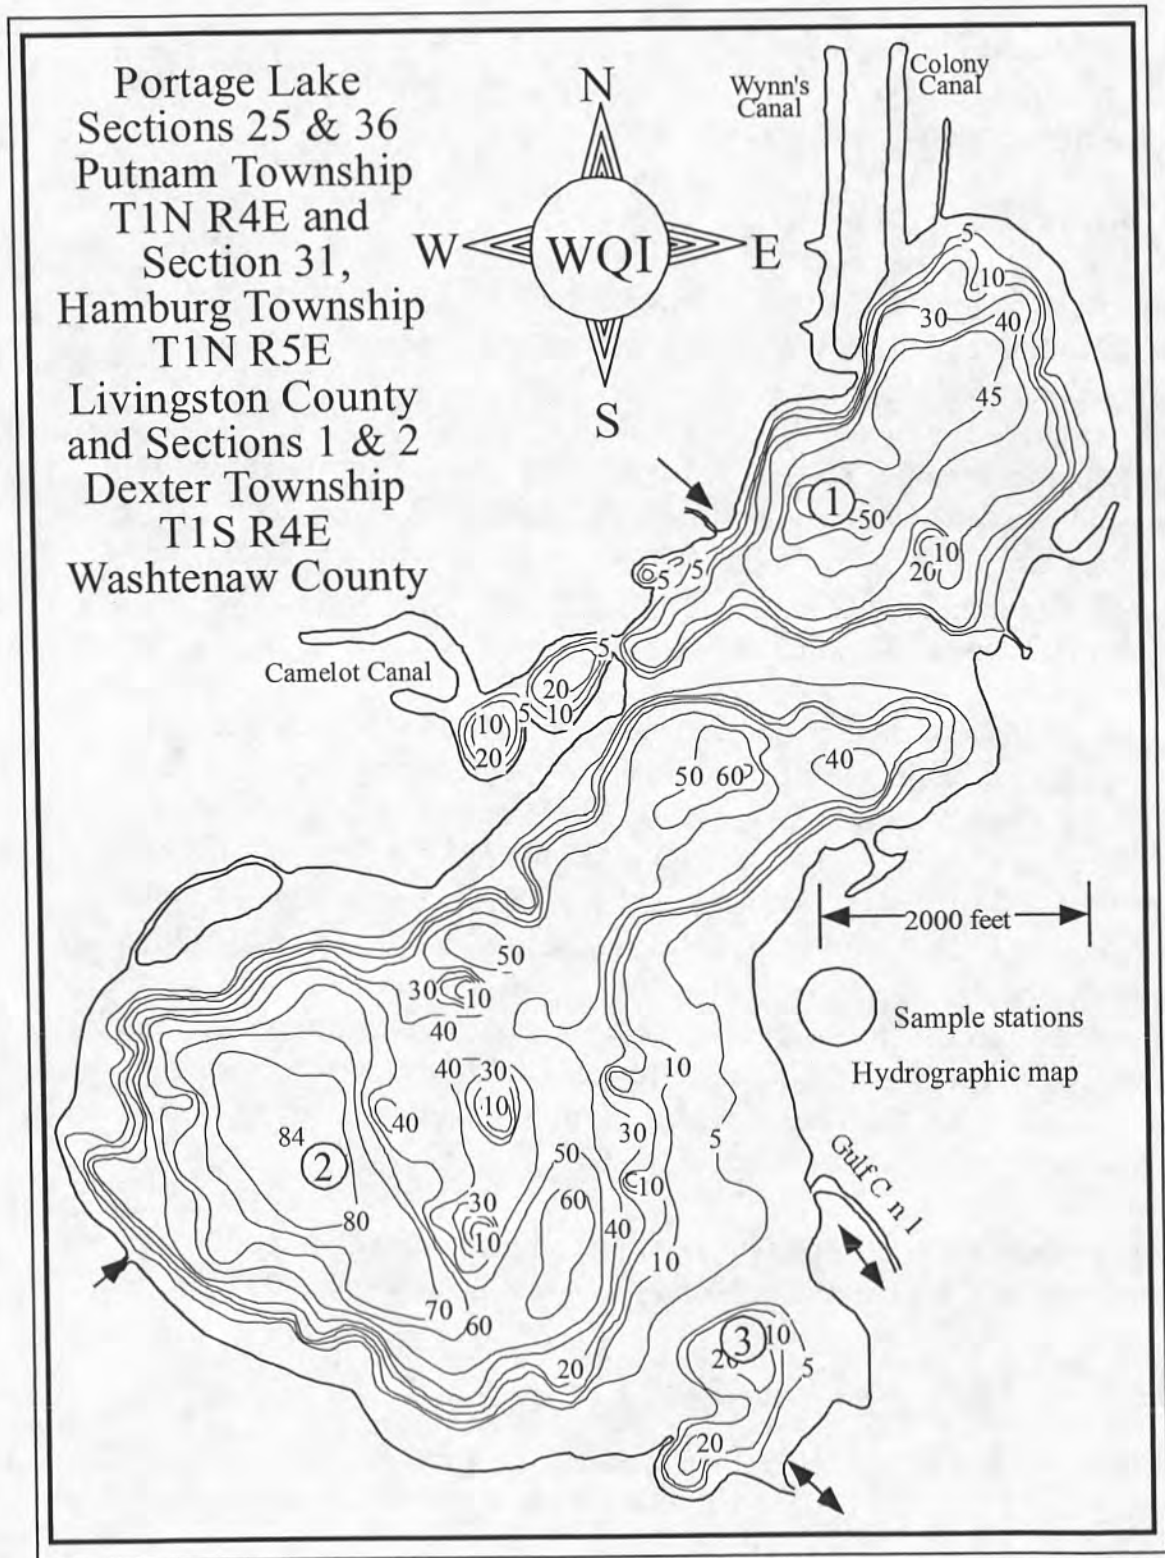 Portage Lake
Sections 25 & 36
Putnam Township
T1N R4E and
Section 31,
Hamburg Township
T1N R5E
Livingston County
and Sections 1 & 2
Dexter Township
T1S R4E
Washtenaw County
N
W
WQI
E
S
Wynn's
Canal
Colony
Canal
5
10
30
40
45
1
50
10
20
5
5
Camelot Canal
5
20
5
10
10
20
50
60
40
2000 feet
Sample stations
Hydrographic map
50
30
10
40
40
30
10
10
40
30
5
84
2
50
10
30
60
80
10
40
10
Gulf C n l
70
60
20
3
10
20
5
20